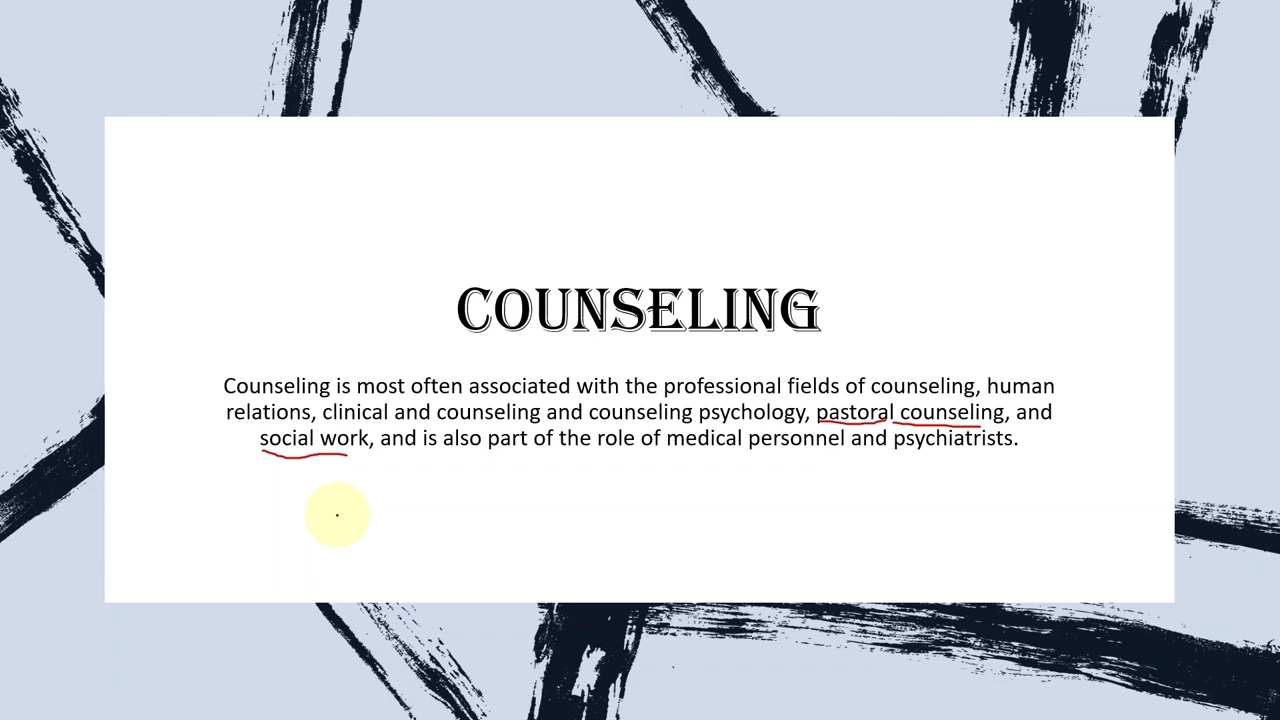 COUNSELING
Counseling is most often associated with the professional fields of counseling, human
relations, clinical and counseling and counseling psychology, pastoral counseling, and
social work, and is also part of the role of medical personnel and psychiatrists.